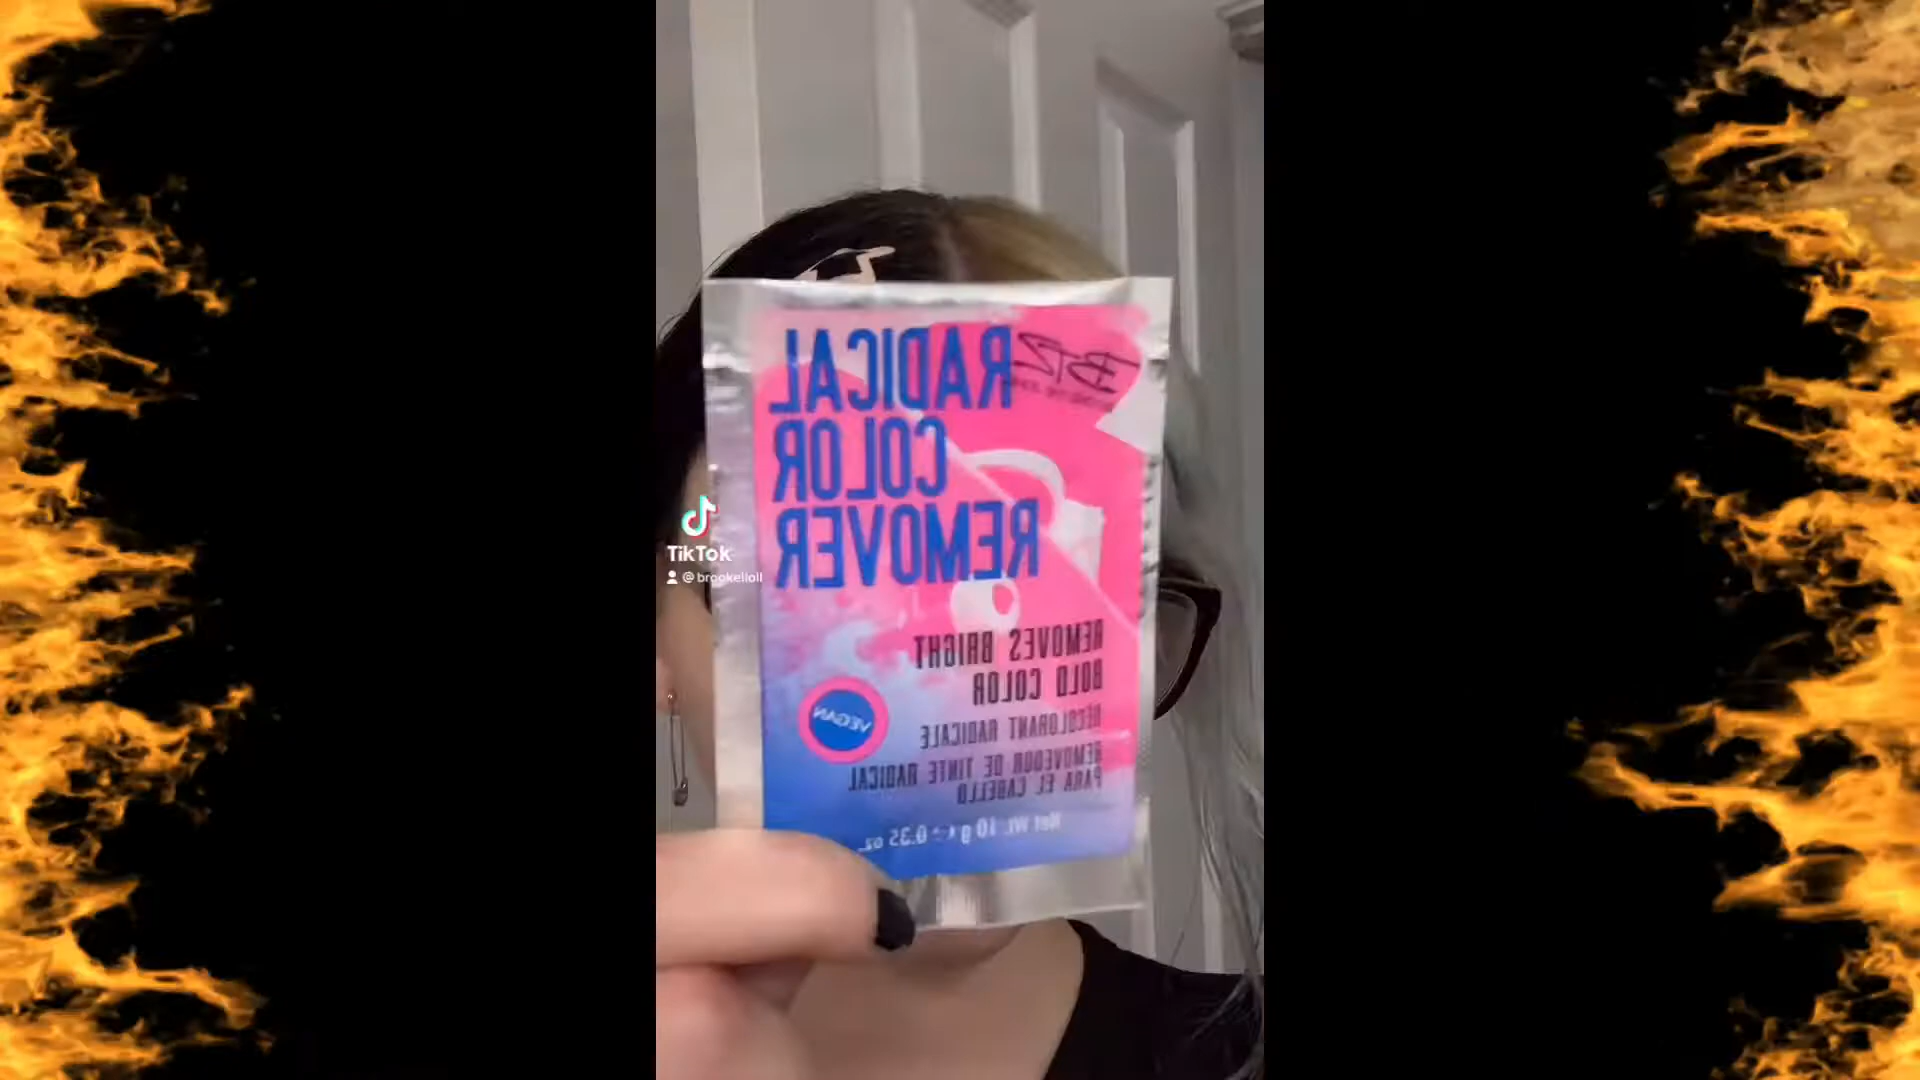 RADICAL
COLOR
REMOVER
REMOVES BRIGHT
BOLD COLOR
DÉCOLORANT RADICALE
REMOVEDOR DE TINTE RADICAL
PARA EL CABELLO
VEGAN
Net Wt. 10 g 0.35 oz.
TikTok
@brookelloll